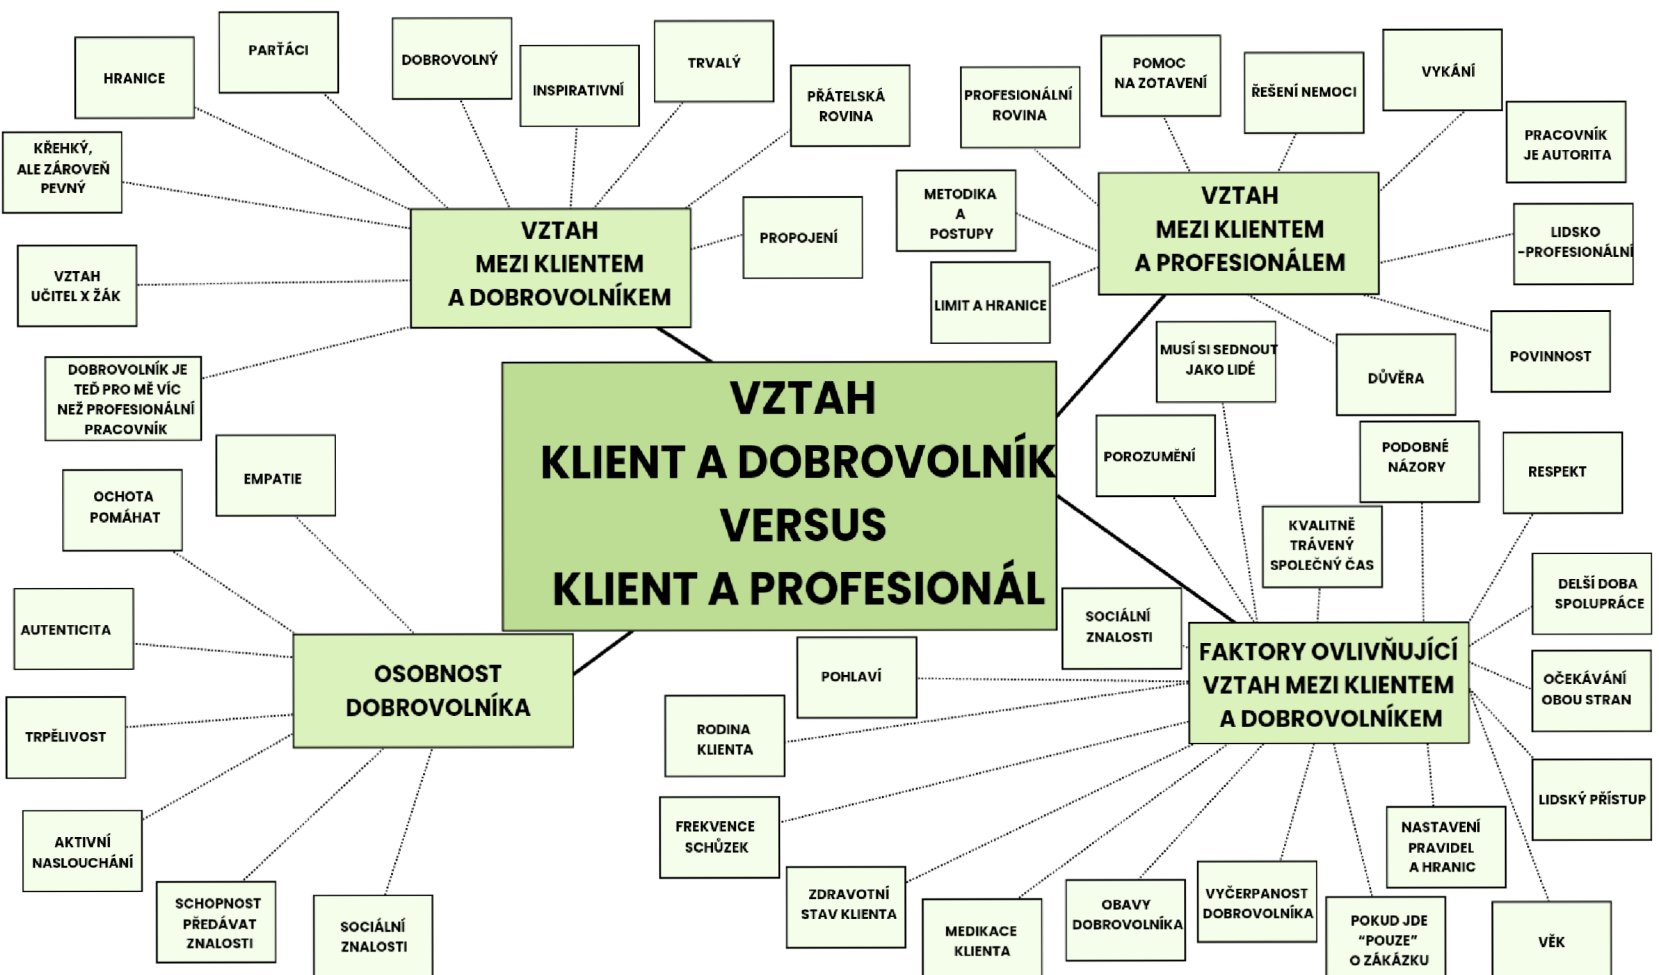 PARŤÁCI
HRANICE
DOBROVOLNÝ
INSPIRATIVNÍ
TRVALÝ
PŘÁTELSKÁ
ROVINA
KŘEHKÝ,
ALE ZÁROVEŇ
PEVNÝ
PROPOJENÍ
VZTAH
UČITEL X ŽÁK
DOBROVOLNÍK JE
TEĎ PRO MĚ VÍC
NEŽ PROFESIONÁLNÍ
PRACOVNÍK
VZTAH
MEZI KLIENTEM
A DOBROVOLNÍKEM
PROFESIONÁLNÍ
ROVINA
POMOC
NA ZOTAVENÍ
ŘEŠENÍ NEMOCI
VYKÁNÍ
PRACOVNÍK
JE AUTORITA
METODIKA
A
POSTUPY
LIDSKO
-PROFESIONÁLNÍ
LIMIT A HRANICE
VZTAH
MEZI KLIENTEM
A PROFESIONÁLEM
DŮVĚRA
POVINNOST
VZTAH
KLIENT A DOBROVOLNÍK
VERSUS
KLIENT A PROFESIONÁL
EMPATIE
OCHOTA
POMÁHAT
AUTENTICITA
TRPĚLIVOST
AKTIVNÍ
NASLOUCHÁNÍ
SCHOPNOST
PŘEDÁVAT
ZNALOSTI
SOCIÁLNÍ
ZNALOSTI
OSOBNOST
DOBROVOLNÍKA
MUSÍ SI SEDNOUT
JAKO LIDÉ
POROZUMĚNÍ
PODOBNÉ
NÁZORY
RESPEKT
KVALITNĚ
TRÁVENÝ
SPOLEČNÝ ČAS
DELŠÍ DOBA
SPOLUPRÁCE
SOCIÁLNÍ
ZNALOSTI
FAKTORY OVLIVŇUJÍCÍ
VZTAH MEZI KLIENTEM
A DOBROVOLNÍKEM
POHLAVÍ
OČEKÁVÁNÍ
OBOU STRAN
RODINA
KLIENTA
LIDSKÝ PŘÍSTUP
FREKVENCE
SCHŮZEK
NASTAVENÍ
PRAVIDEL
A HRANIC
ZDRAVOTNÍ
STAV KLIENTA
MEDIKACE
KLIENTA
OBAVY
DOBROVOLNÍKA
VYČERPANOST
DOBROVOLNÍKA
POKUD JDE
“POUZE”
O ZÁKÁZKU
VĚK